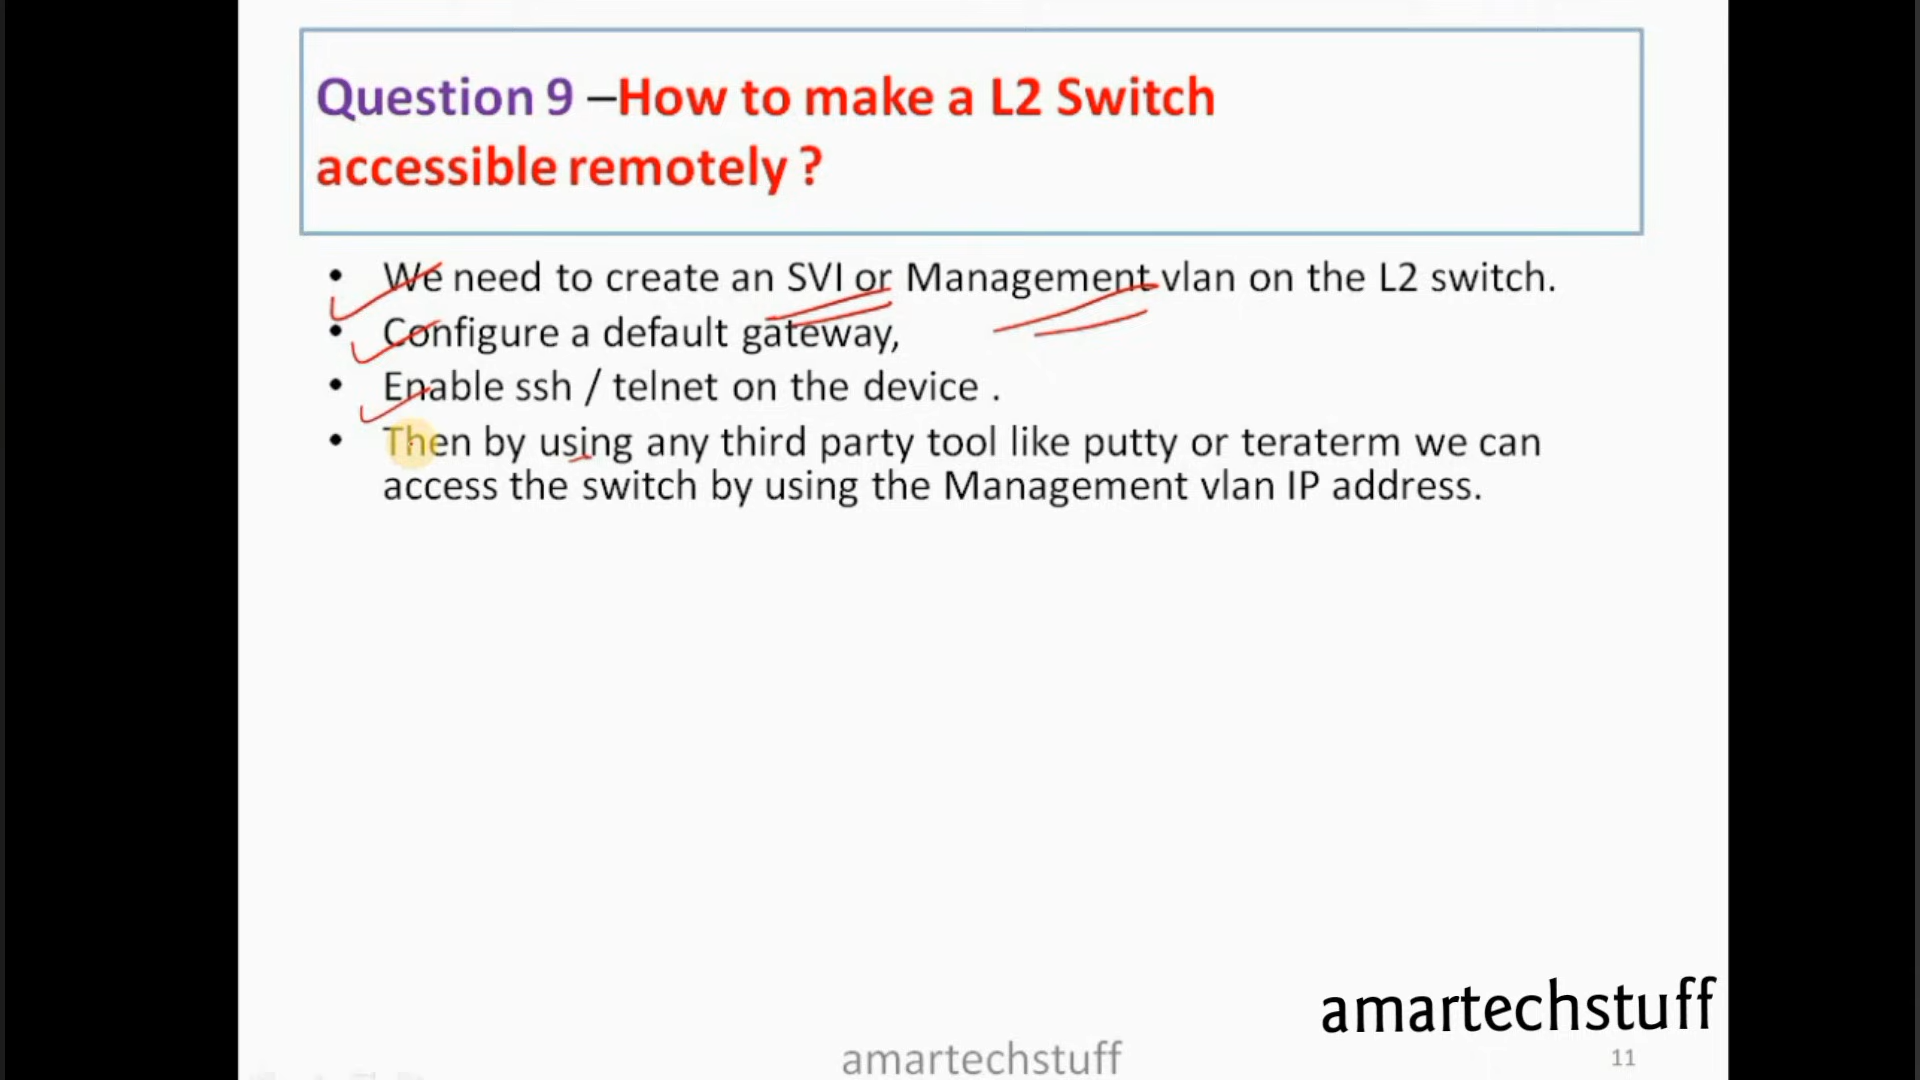 Question 9 –How to make a L2 Switch
accessible remotely ?
• We need to create an SVI or Management vlan on the L2 switch.
• Configure a default gateway,
• Enable ssh / telnet on the device .
• Then by using any third party tool like putty or teraterm we can
access the switch by using the Management vlan IP address.
amartechstuff
amartechstuff
11